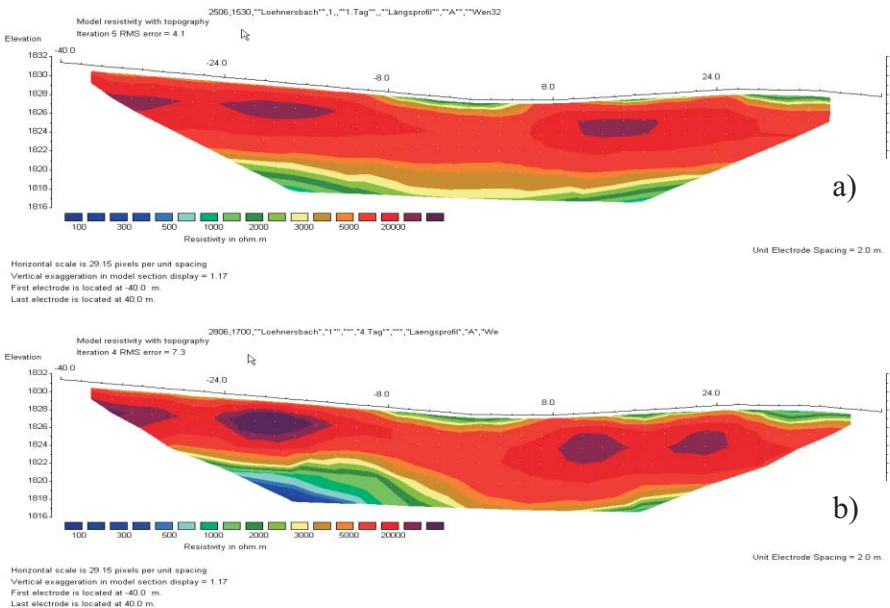 2506,1530,""Loehnersbach"",1,,""1.Tag"",,""Längsprofil"",""A"",""Wen32
Model resistivity with topography
Iteration 5 RMS error = 4.1
Elevation
1832
-40.0
1830
-24.0
1828
-8.0
8.0
24.0
1826
1824
1822
1820
1818
1816
a)
100 300 500 1000 2000 3000 5000 20000
Resistivity in ohm.m
Unit Electrode Spacing = 2.0 m.
Horizontal scale is 29.15 pixels per unit spacing
Vertical exaggeration in model section display = 1.17
First electrode is located at -40.0 m.
Last electrode is located at 40.0 m.
Model resistivity with topography
Iteration 4 RMS error = 7.3
Elevation
1832
-40.0
1830
-24.0
1828
-8.0
8.0
24.0
1826
1824
1822
1820
1818
1816
b)
100 300 500 1000 2000 3000 5000 20000
Resistivity in ohm.m
Unit Electrode Spacing = 2.0 m.
Horizontal scale is 29.15 pixels per unit spacing
Vertical exaggeration in model section display = 1.17
First electrode is located at -40.0 m.
Last electrode is located at 40.0 m.